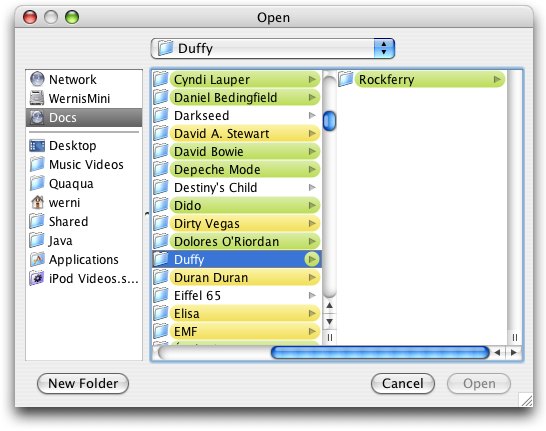 Open
Duffy
Network
WernisMini
Docs
Desktop
Music Videos
Quaqua
werni
Shared
Java
Applications
iPod Videos.s...
Cyndi Lauper
Daniel Bedingfield
Darkseed
David A. Stewart
David Bowie
Depeche Mode
Destiny's Child
Dido
Dirty Vegas
Dolores O'Riordan
Duffy
Duran Duran
Eiffel 65
Elisa
EMF
Rockferry
New Folder
Cancel
Open